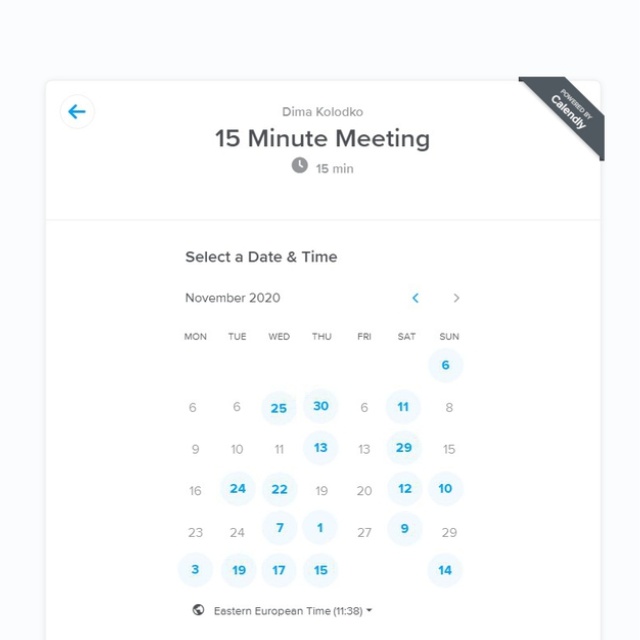 POWERED BY
Calendly
Dima Kolodko
15 Minute Meeting
15 min
Select a Date & Time
November 2020
MON TUE WED THU FRI SAT SUN
6
6 6 25 30 6 11 8
9 10 11 13 13 29 15
16 24 22 19 20 12 10
23 24 7 1 27 9 29
3 19 17 15 14
Eastern European Time (11:38)